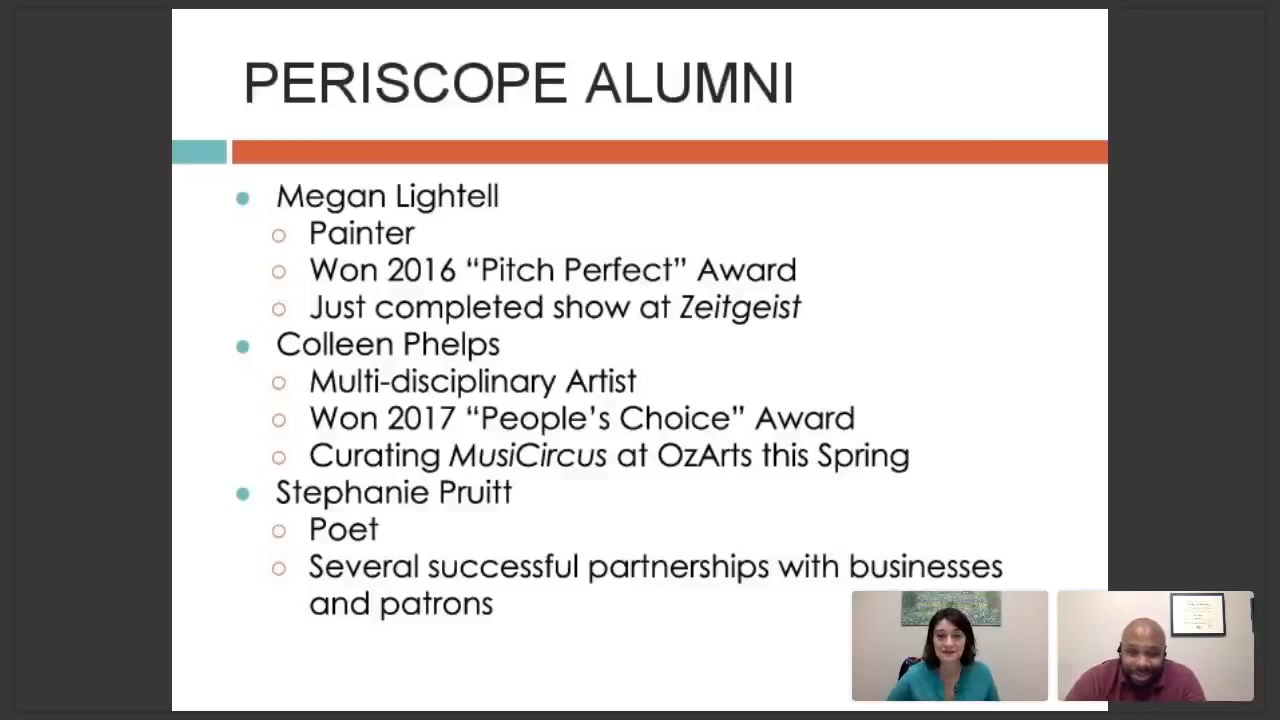 PERISCOPE ALUMNI
Megan Lightell
Painter
Won 2016 “Pitch Perfect” Award
Just completed show at Zeitgeist
Colleen Phelps
Multi-disciplinary Artist
Won 2017 “People’s Choice” Award
Curating MusiCircus at OzArts this Spring
Stephanie Pruitt
Poet
Several successful partnerships with businesses
and patrons